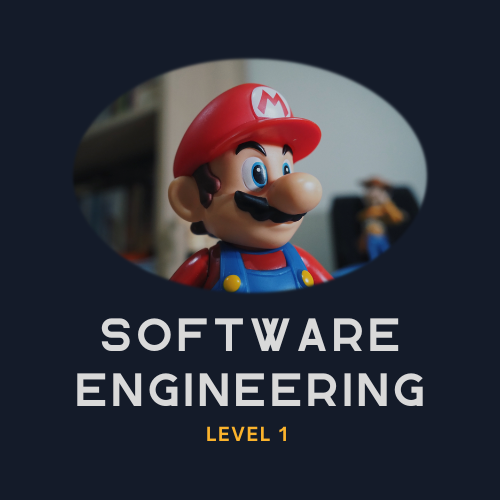 M
SOFTWARE
ENGINEERING
LEVEL 1